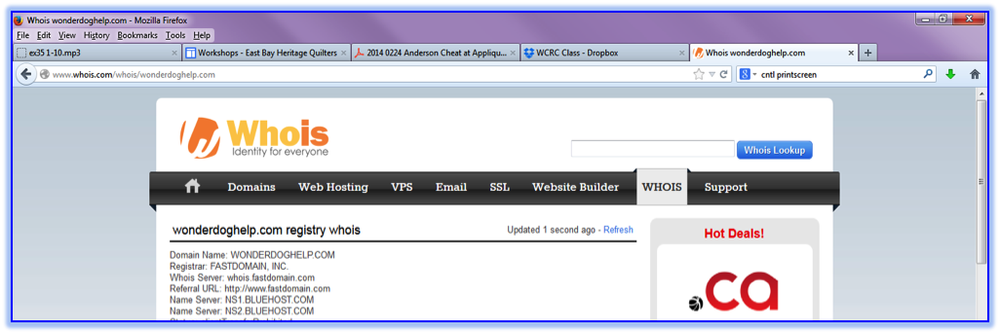 Whois wonderdoghelp.com - Mozilla Firefox
File Edit View History Bookmarks Tools Help
ex35 1-10.mp3 Workshops - East Bay Heritage Quilters 2014 0224 Anderson Cheat at Appliqu... WCRC Class - Dropbox Whois wonderdoghelp.com
www.whois.com/whois/wonderdoghelp.com cntl printscreen
Whois
Identity for everyone
Whois Lookup
Domains Web Hosting VPS Email SSL Website Builder WHOIS Support
wonderdoghelp.com registry whois Updated 1 second ago - Refresh
Hot Deals!
Domain Name: WONDERDOGHELP.COM
Registrar: FASTDOMAIN, INC.
Whois Server: whois.fastdomain.com
Referral URL: http://www.fastdomain.com
Name Server: NS1.BLUEHOST.COM
Name Server: NS2.BLUEHOST.COM
.ca